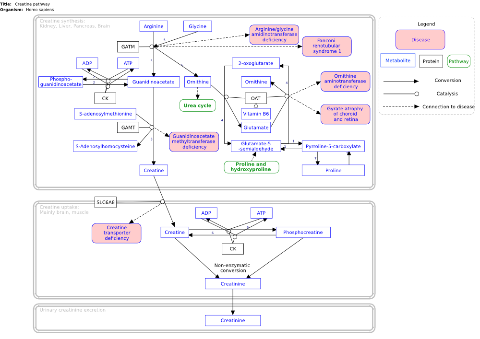 Title: Creatine pathway
Organism: Homo sapiens
Creatine synthesis:
Kidney, Liver, Pancreas, Brain
Arginine
Glycine
Arginine/glycine
amidinotransferase
deficiency
Fanconi
renotubular
syndrome 1
GATM
ADP
ATP
Phospho-
guanidinoacetate
Guanidinoacetate
Ornithine
CK
Urea cycle
2-oxoglutarate
Ornithine
OAT
Vitamin B6
Glutamate
Ornithine
aminotransferase
deficiency
Gyrate atrophy
of choroid
and retina
S-adenosylmethionine
GAMT
S-Adenosylhomocysteine
Guanidinoacetate
methyltransferase
deficiency
Glutamate-5-
semialdehyde
Pyrroline-5-carboxylate
Proline and
hydroxyproline
Proline
Creatine
Creatine uptake:
Mainly brain, muscle
SLC6A8
Creatine
transporter
deficiency
ADP
ATP
Creatine
Phosphocreatine
CK
Non-enzymatic
conversion
Creatinine
Urinary creatinine excretion
Creatinine
Legend
Disease
Metabolite
Protein
Pathway
Conversion
Catalysis
Connection to disease